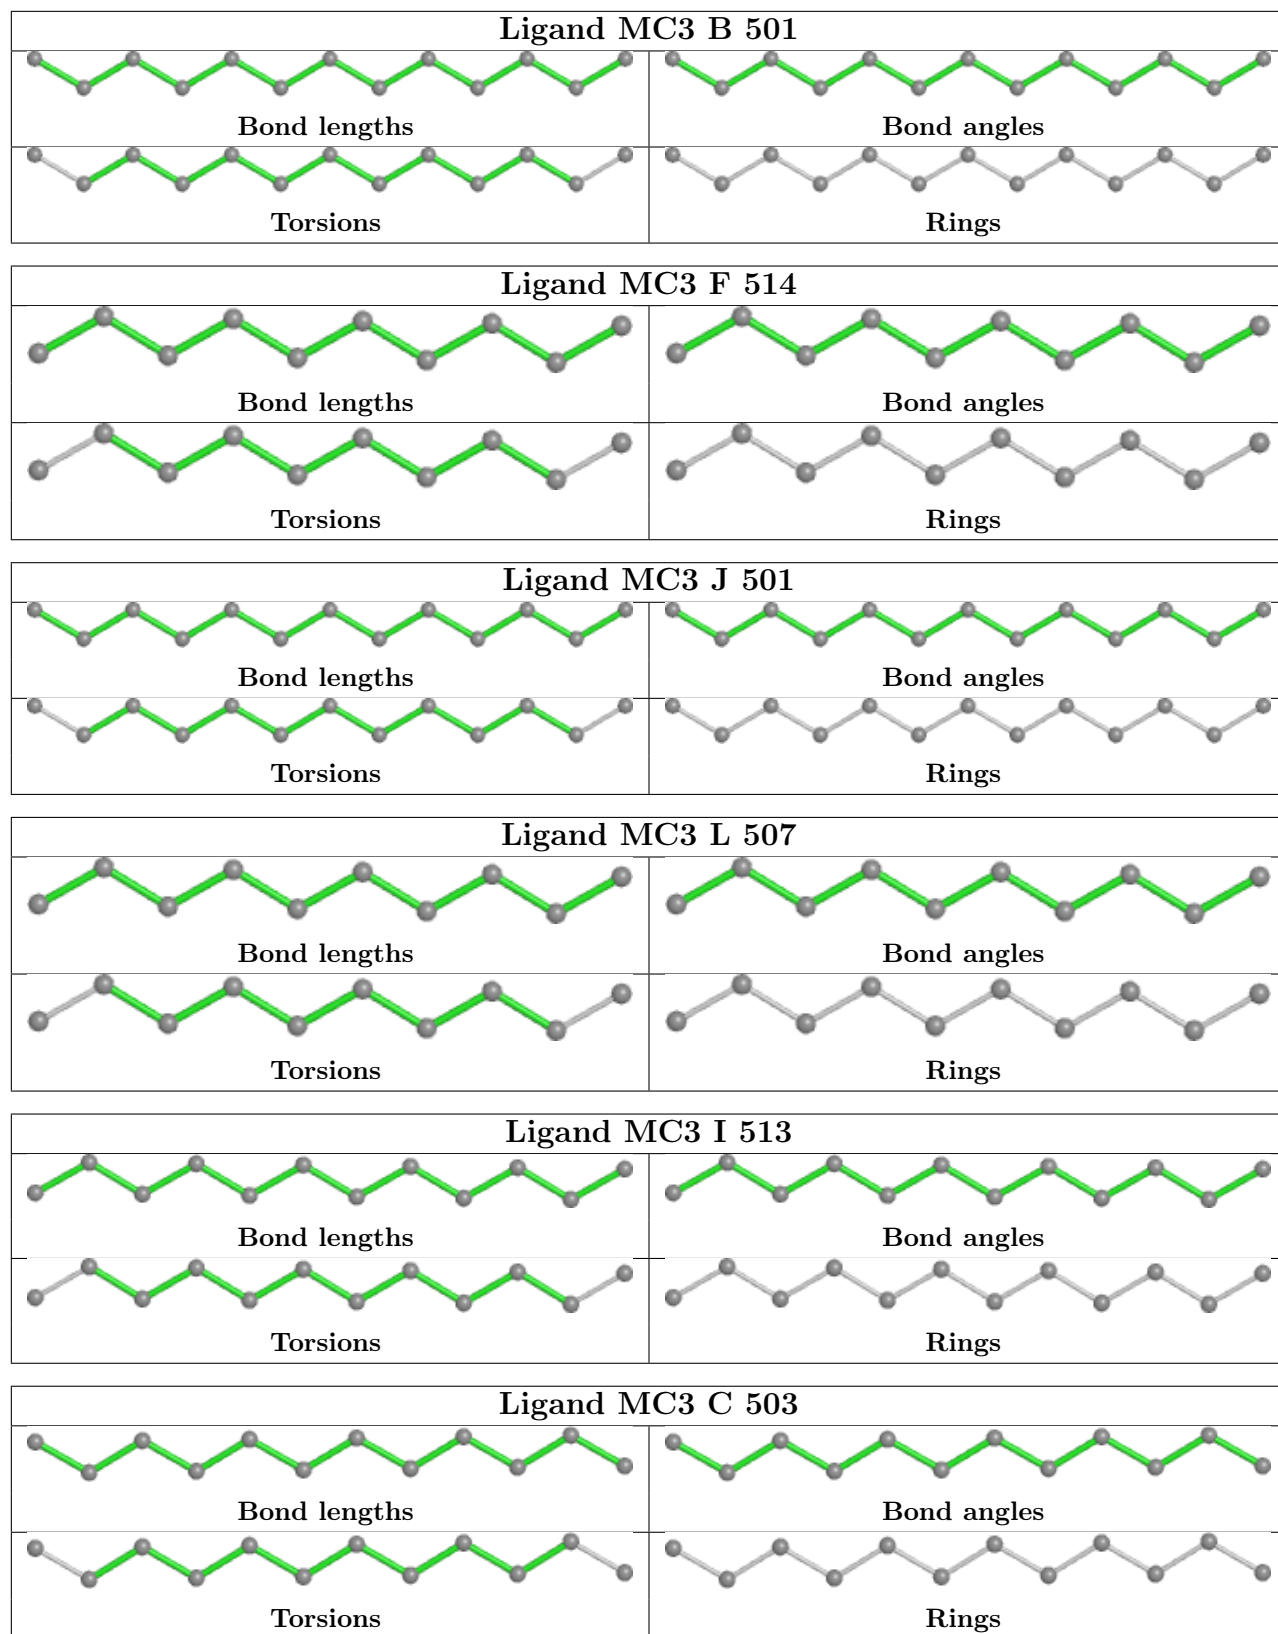 Ligand MC3 B 501
Bond lengths
Bond angles
Torsions
Rings
Ligand MC3 F 514
Bond lengths
Bond angles
Torsions
Rings
Ligand MC3 J 501
Bond lengths
Bond angles
Torsions
Rings
Ligand MC3 L 507
Bond lengths
Bond angles
Torsions
Rings
Ligand MC3 I 513
Bond lengths
Bond angles
Torsions
Rings
Ligand MC3 C 503
Bond lengths
Bond angles
Torsions
Rings